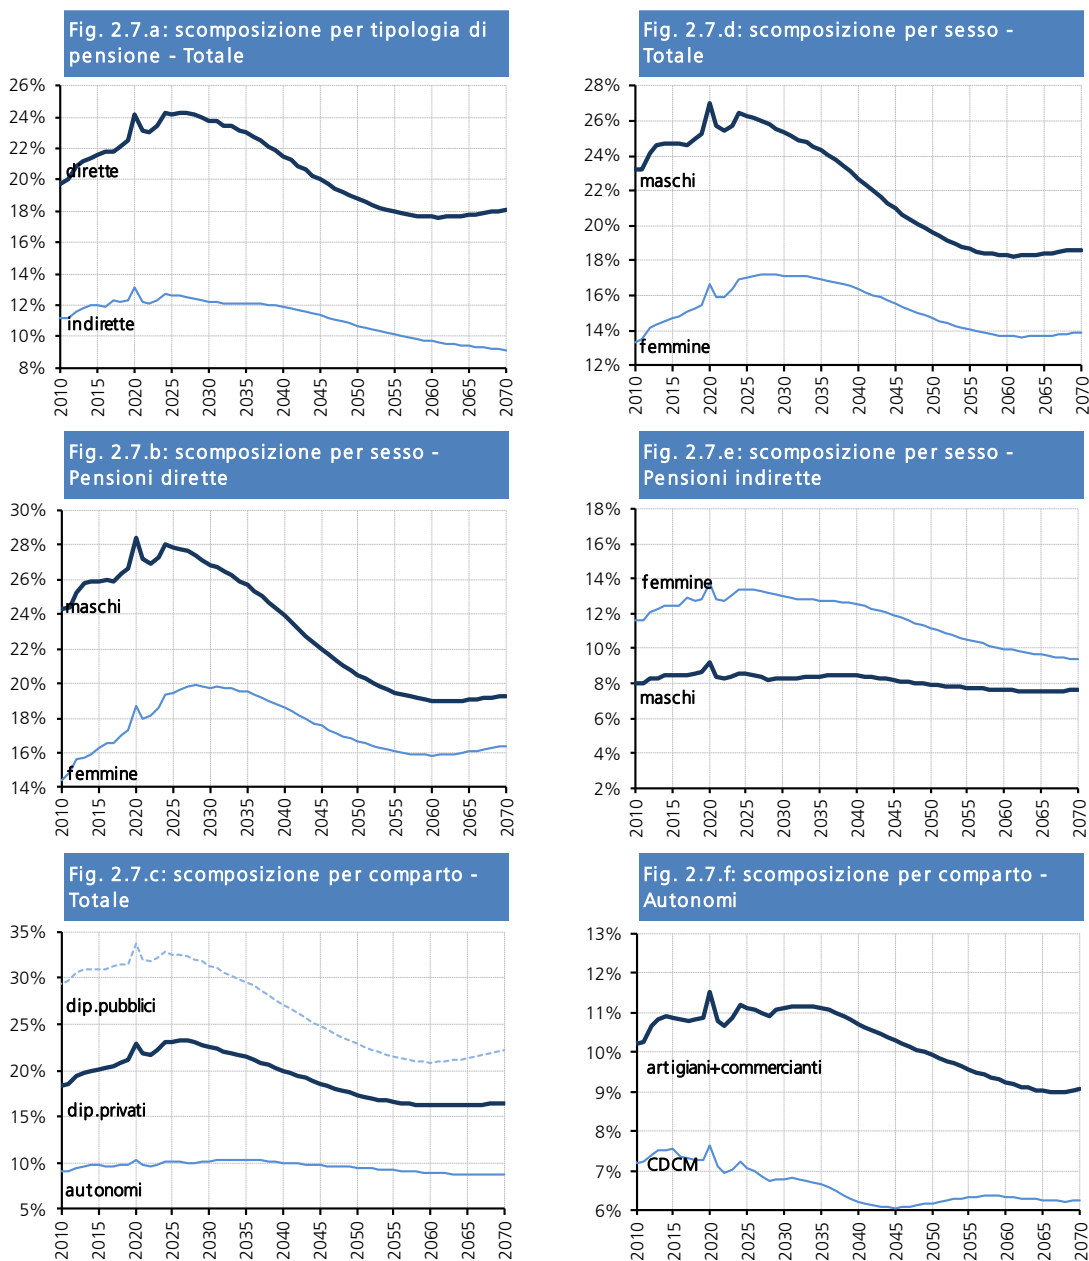 Fig. 2.7.a: scomposizione per tipologia di
pensione - Totale
26%
24%
22%
20%
18%
16%
14%
12%
10%
8%
dirette
indirette
2010 2015 2020 2025 2030 2035 2040 2045 2050 2055 2060 2065 2070
Fig. 2.7.d: scomposizione per sesso -
Totale
28%
26%
24%
22%
20%
18%
16%
14%
12%
maschi
femmine
2010 2015 2020 2025 2030 2035 2040 2045 2050 2055 2060 2065 2070
Fig. 2.7.b: scomposizione per sesso -
Pensioni dirette
30%
28%
26%
24%
22%
20%
18%
16%
14%
maschi
femmine
2010 2015 2020 2025 2030 2035 2040 2045 2050 2055 2060 2065 2070
Fig. 2.7.e: scomposizione per sesso -
Pensioni indirette
18%
16%
14%
12%
10%
8%
6%
4%
2%
femmine
maschi
2010 2015 2020 2025 2030 2035 2040 2045 2050 2055 2060 2065 2070
Fig. 2.7.c: scomposizione per comparto -
Totale
35%
30%
25%
20%
15%
10%
5%
dip.pubblici
dip.privati
autonomi
2010 2015 2020 2025 2030 2035 2040 2045 2050 2055 2060 2065 2070
Fig. 2.7.f: scomposizione per comparto -
Autonomi
13%
12%
11%
10%
9%
8%
7%
6%
artigiani+commercianti
CDCM
2010 2015 2020 2025 2030 2035 2040 2045 2050 2055 2060 2065 2070